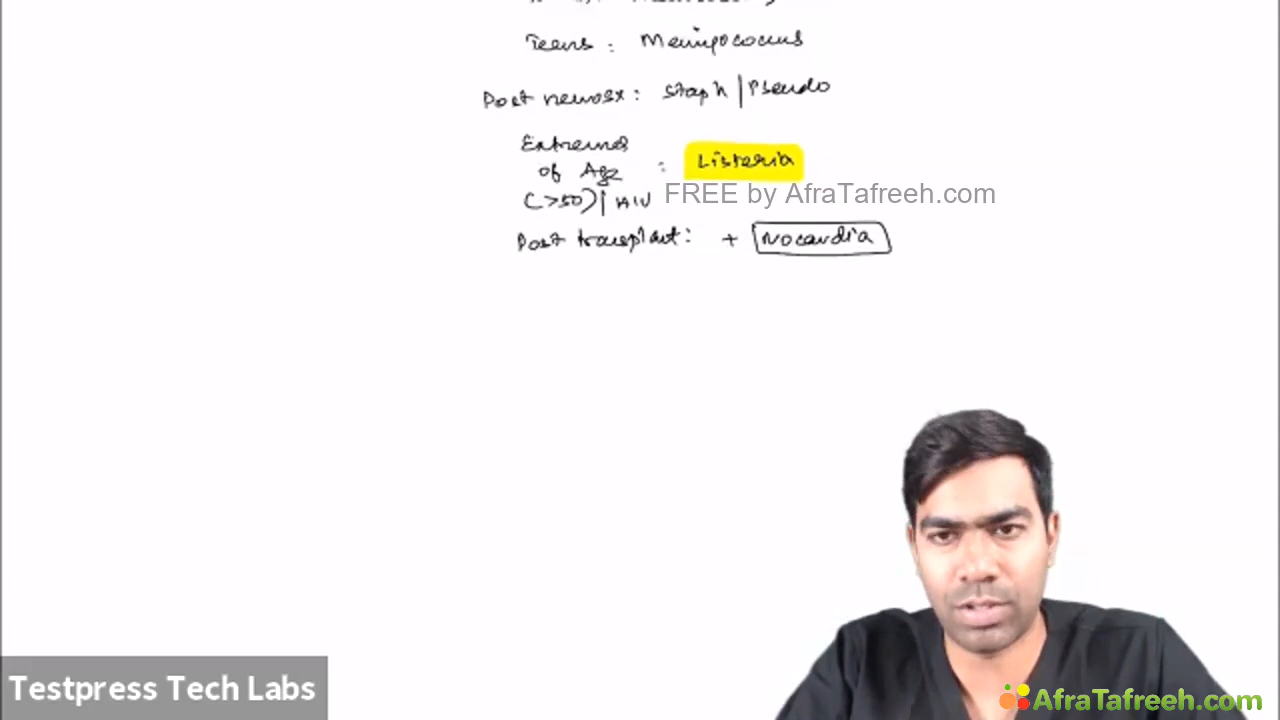 Teens : Meningococcus
Post neurosx : Staph | Pseudo
Extremes
of Age : Listeria
(>50) | HIV
FREE by AfraTafreeh.com
Post transplant : + Nocardia
Testpress Tech Labs
AfraTafreeh.com